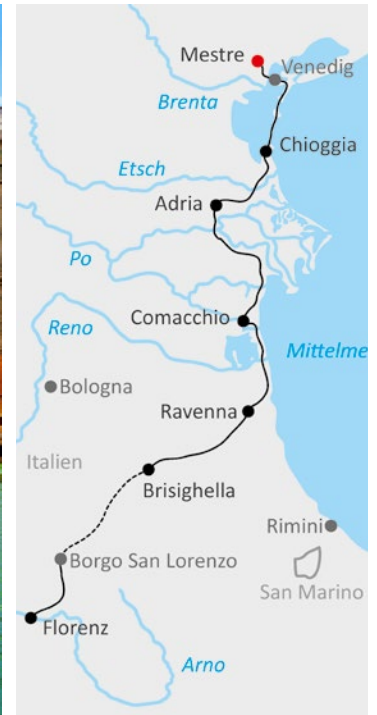 Mestre
Venedig
Brenta
Chioggia
Etsch
Adria
Po
Comacchio
Reno
Mittelme
Bologna
Ravenna
Italien
Brisighella
Rimini
Borgo San Lorenzo
San Marino
Florenz
Arno